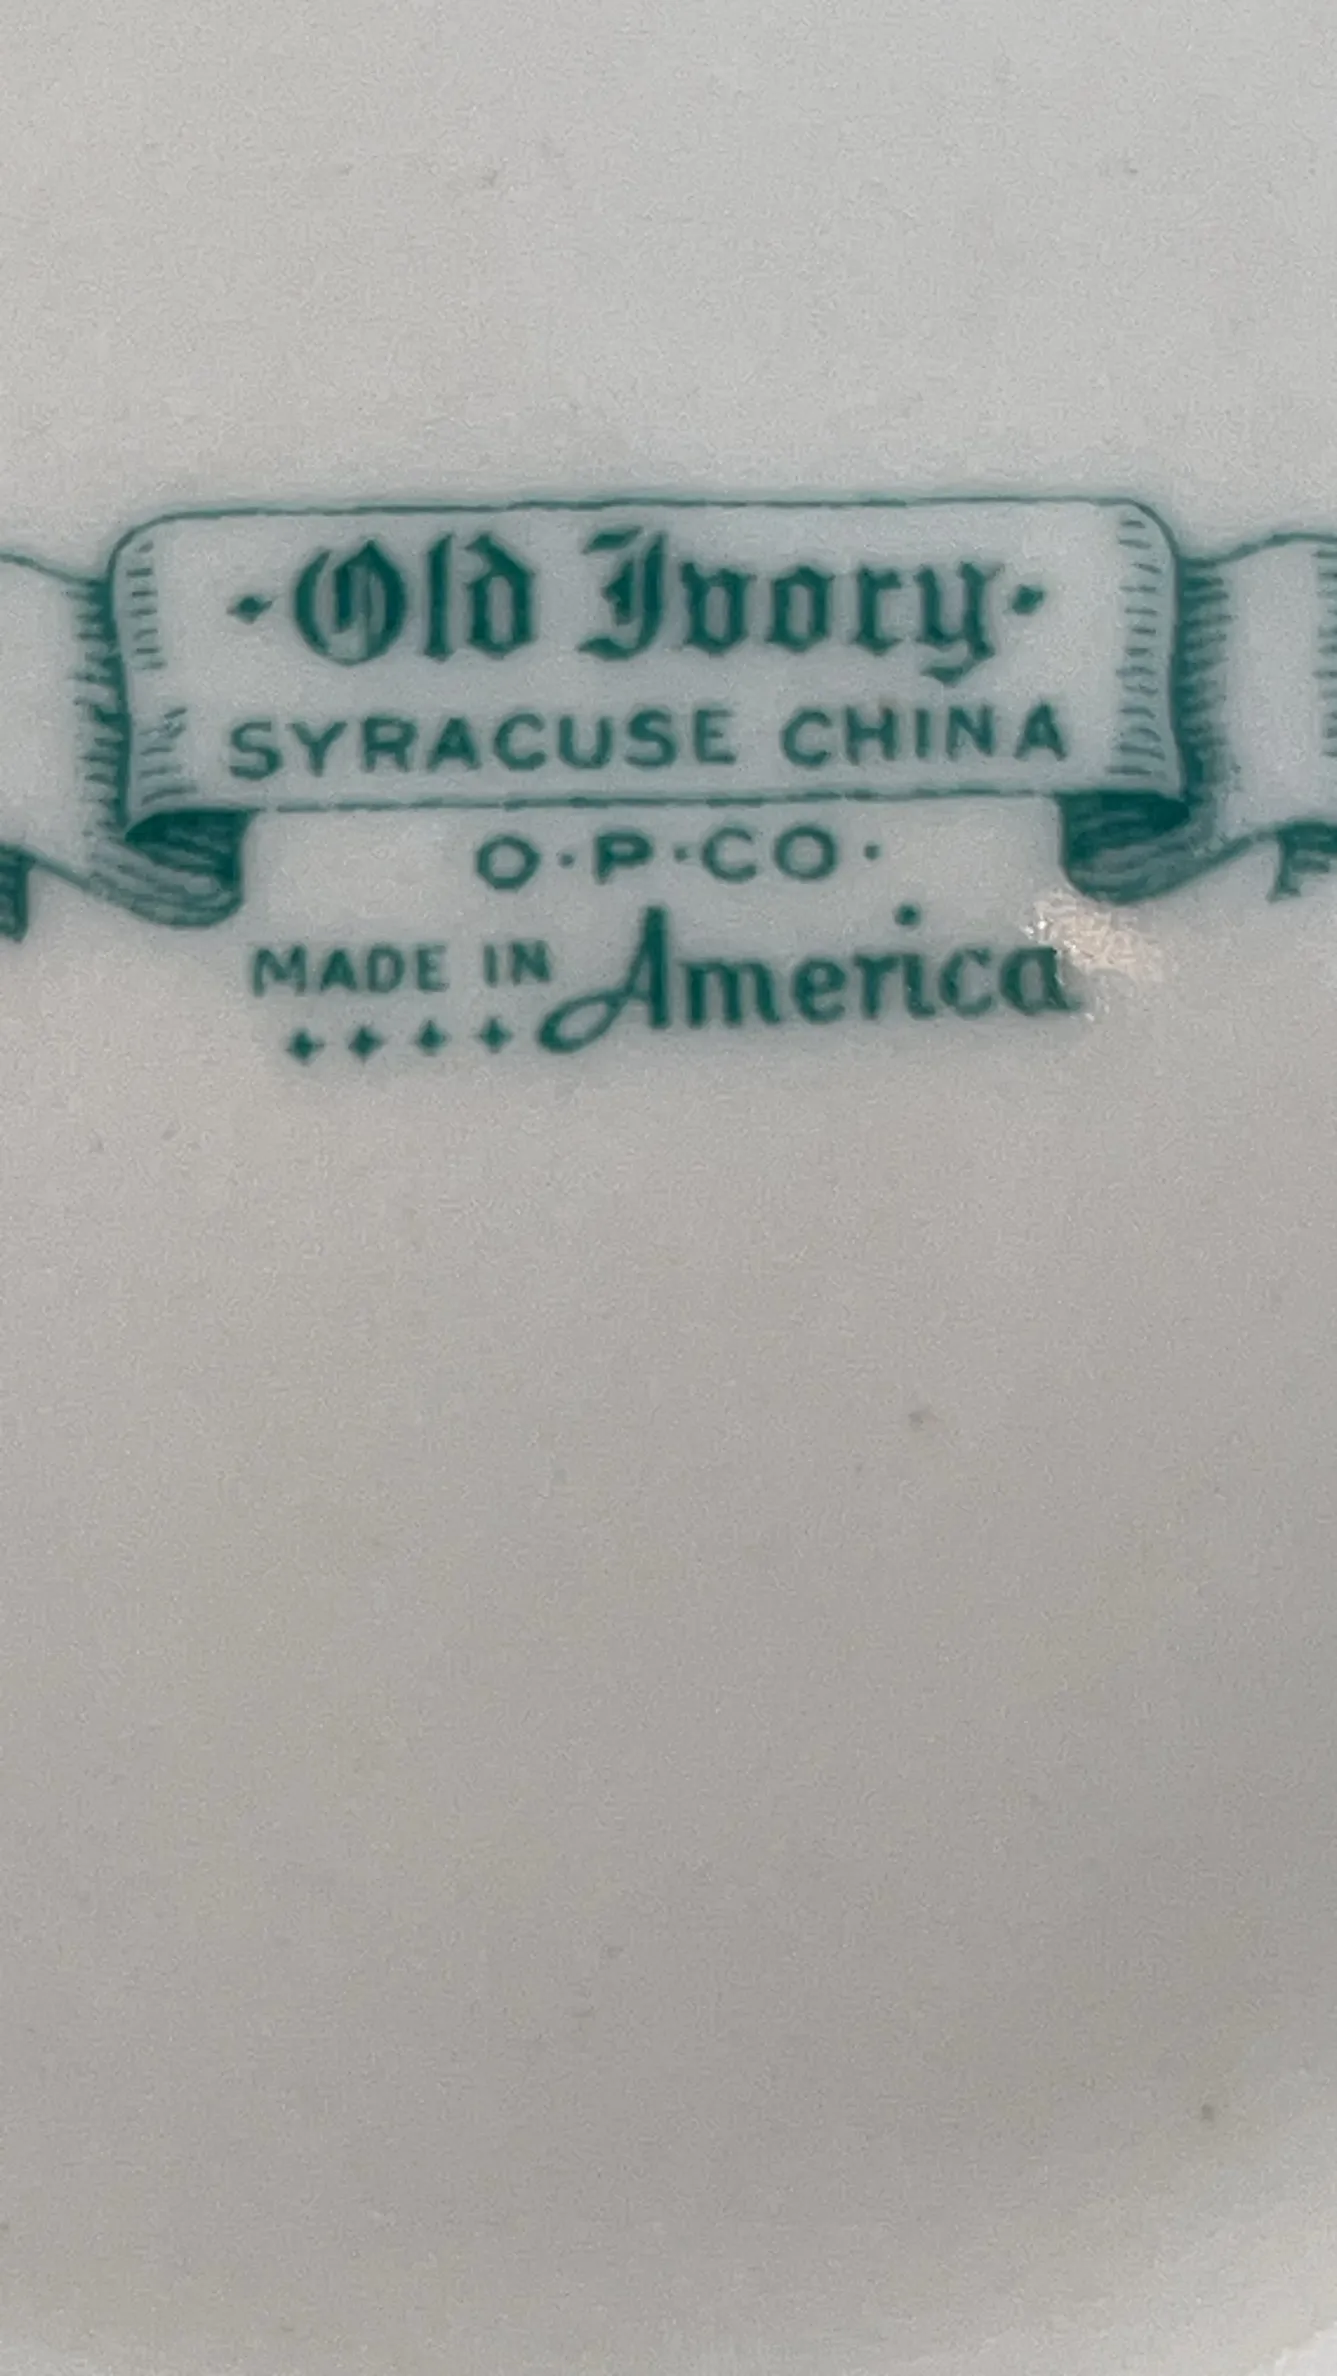 ·Old Ivory·
SYRACUSE CHINA
O·P·CO·
MADE IN America